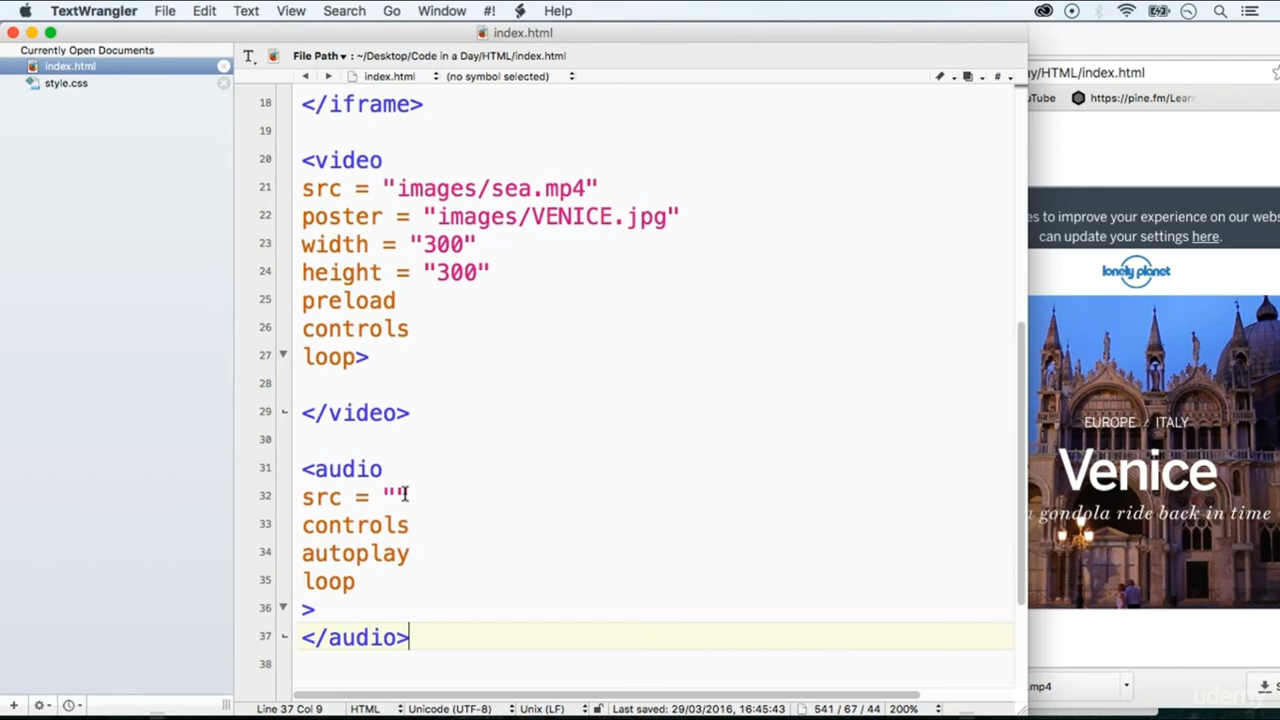 TextWrangler File Edit Text View Search Go Window #! Help
index.html
Currently Open Documents
index.html
style.css
File Path ▾ : ~/Desktop/Code in a Day/HTML/index.html
index.html (no symbol selected)
18 </iframe>
19
20 <video
21 src = "images/sea.mp4"
22 poster = "images/VENICE.jpg"
23 width = "300"
24 height = "300"
25 preload
26 controls
27 loop>
28
29 </video>
30
31 <audio
32 src = ""
33 controls
34 autoplay
35 loop
36 >
37 </audio>
38
Line 37 Col 9 HTML Unicode (UTF-8) Unix (LF) Last saved: 29/03/2016, 16:45:43 541 / 67 / 44 200%
y/HTML/index.html
uTube https://pine.fm/Lear
es to improve your experience on our webs
can update your settings here.
lonely planet
EUROPE / ITALY
Venice
a gondola ride back in time
mp4
udemy